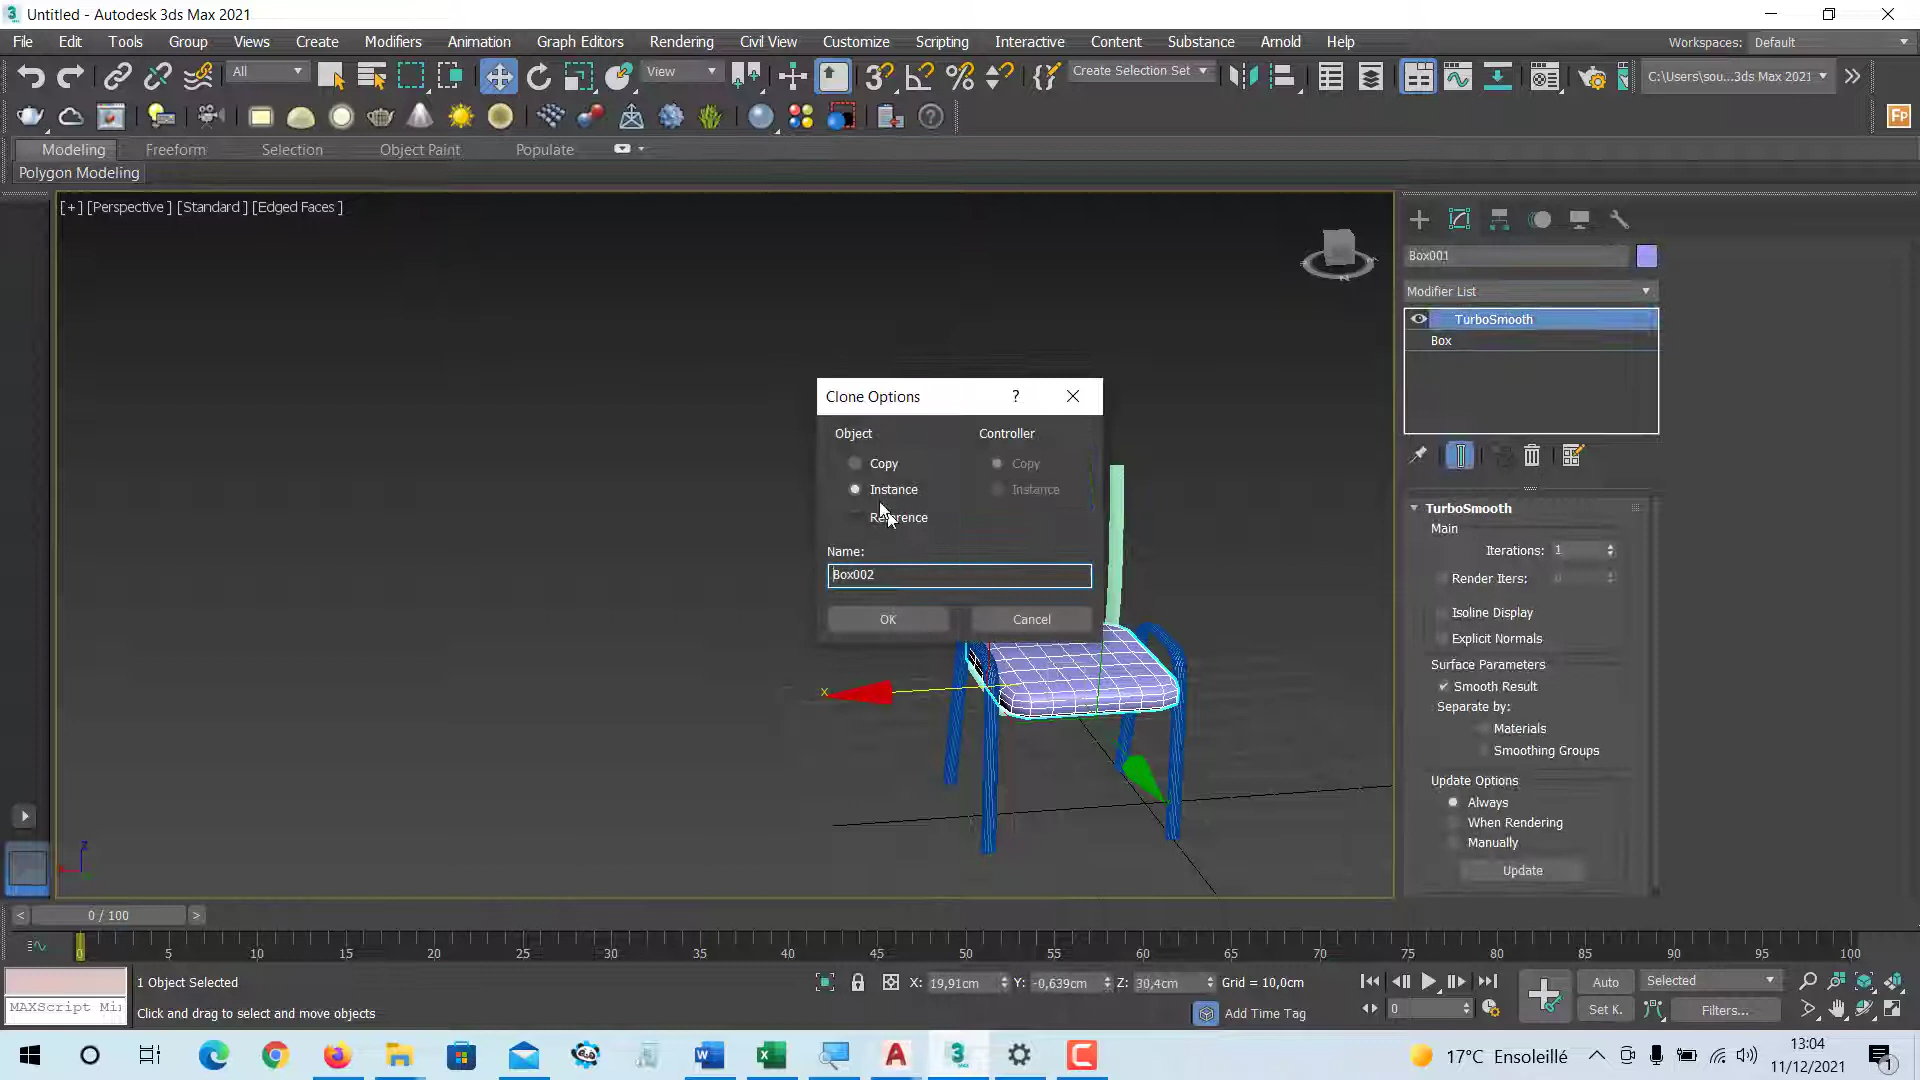 Untitled - Autodesk 3ds Max 2021
File Edit Tools Group Views Create Modifiers Animation Graph Editors Rendering Civil View Customize Scripting Interactive Content Substance Arnold Help
Workspaces: Default
All
View
Create Selection Set
C:\Users\sou...3ds Max 2021
Fp
Modeling Freeform Selection Object Paint Populate
Polygon Modeling
[+] [Perspective ] [Standard ] [Edged Faces ]
Box001
Modifier List
TurboSmooth
Box
Clone Options ?
Object Controller
Copy Copy
Instance Instance
Reference
Name:
Box002
OK Cancel
x
TurboSmooth
Main
Iterations: 1
Render Iters: 0
Isoline Display
Explicit Normals
Surface Parameters
Smooth Result
Separate by:
Materials
Smoothing Groups
Update Options
Always
When Rendering
Manually
Update
z
< 0 / 100 >
0 5 10 15 20 25 30 35 40 45 50 55 60 65 70 75 80 85 90 95 100
1 Object Selected
X: 19,91cm Y: -0,639cm Z: 30,4cm Grid = 10,0cm
Auto Selected
MAXScript Mi
Click and drag to select and move objects
Add Time Tag
0
Set K. Filters...
17°C Ensoleillé
13:04
11/12/2021
1